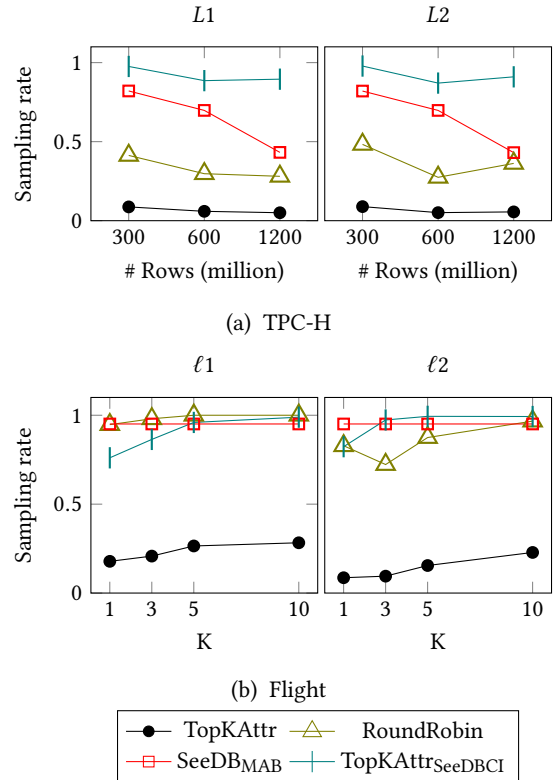 L1 L2
Sampling rate
1
0.5
0
300 600 1200 300 600 1200
# Rows (million) # Rows (million)
(a) TPC-H
ℓ1 ℓ2
Sampling rate
1
0.5
0
1 3 5 10 1 3 5 10
K K
(b) Flight
TopKAttr RoundRobin
SeeDB_MAB TopKAttr_SeeDBCI